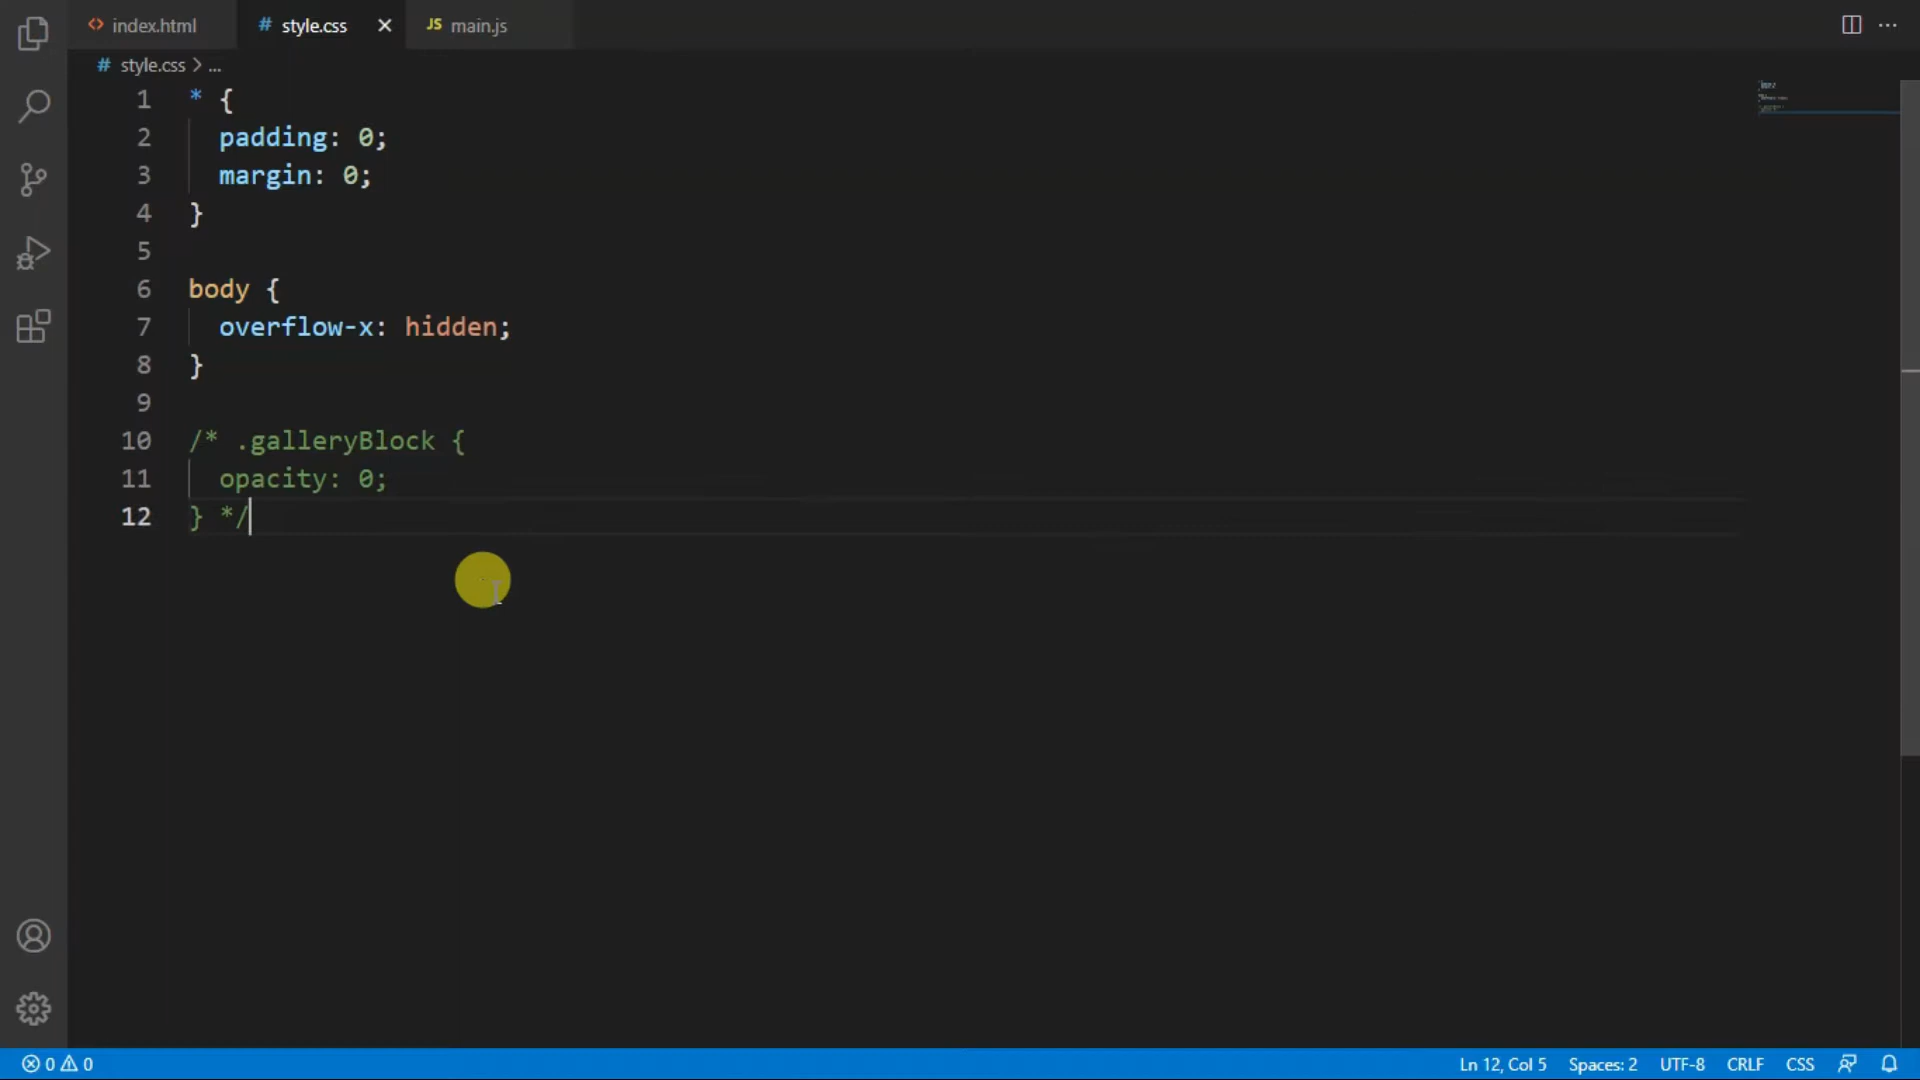 index.html
style.css
JS main.js
style.css > ...
1 * {
2 padding: 0;
3 margin: 0;
4 }
5
6 body {
7 overflow-x: hidden;
8 }
9
10 /* .galleryBlock {
11 opacity: 0;
12 } */
0 0
Ln 12, Col 5 Spaces: 2 UTF-8 CRLF CSS